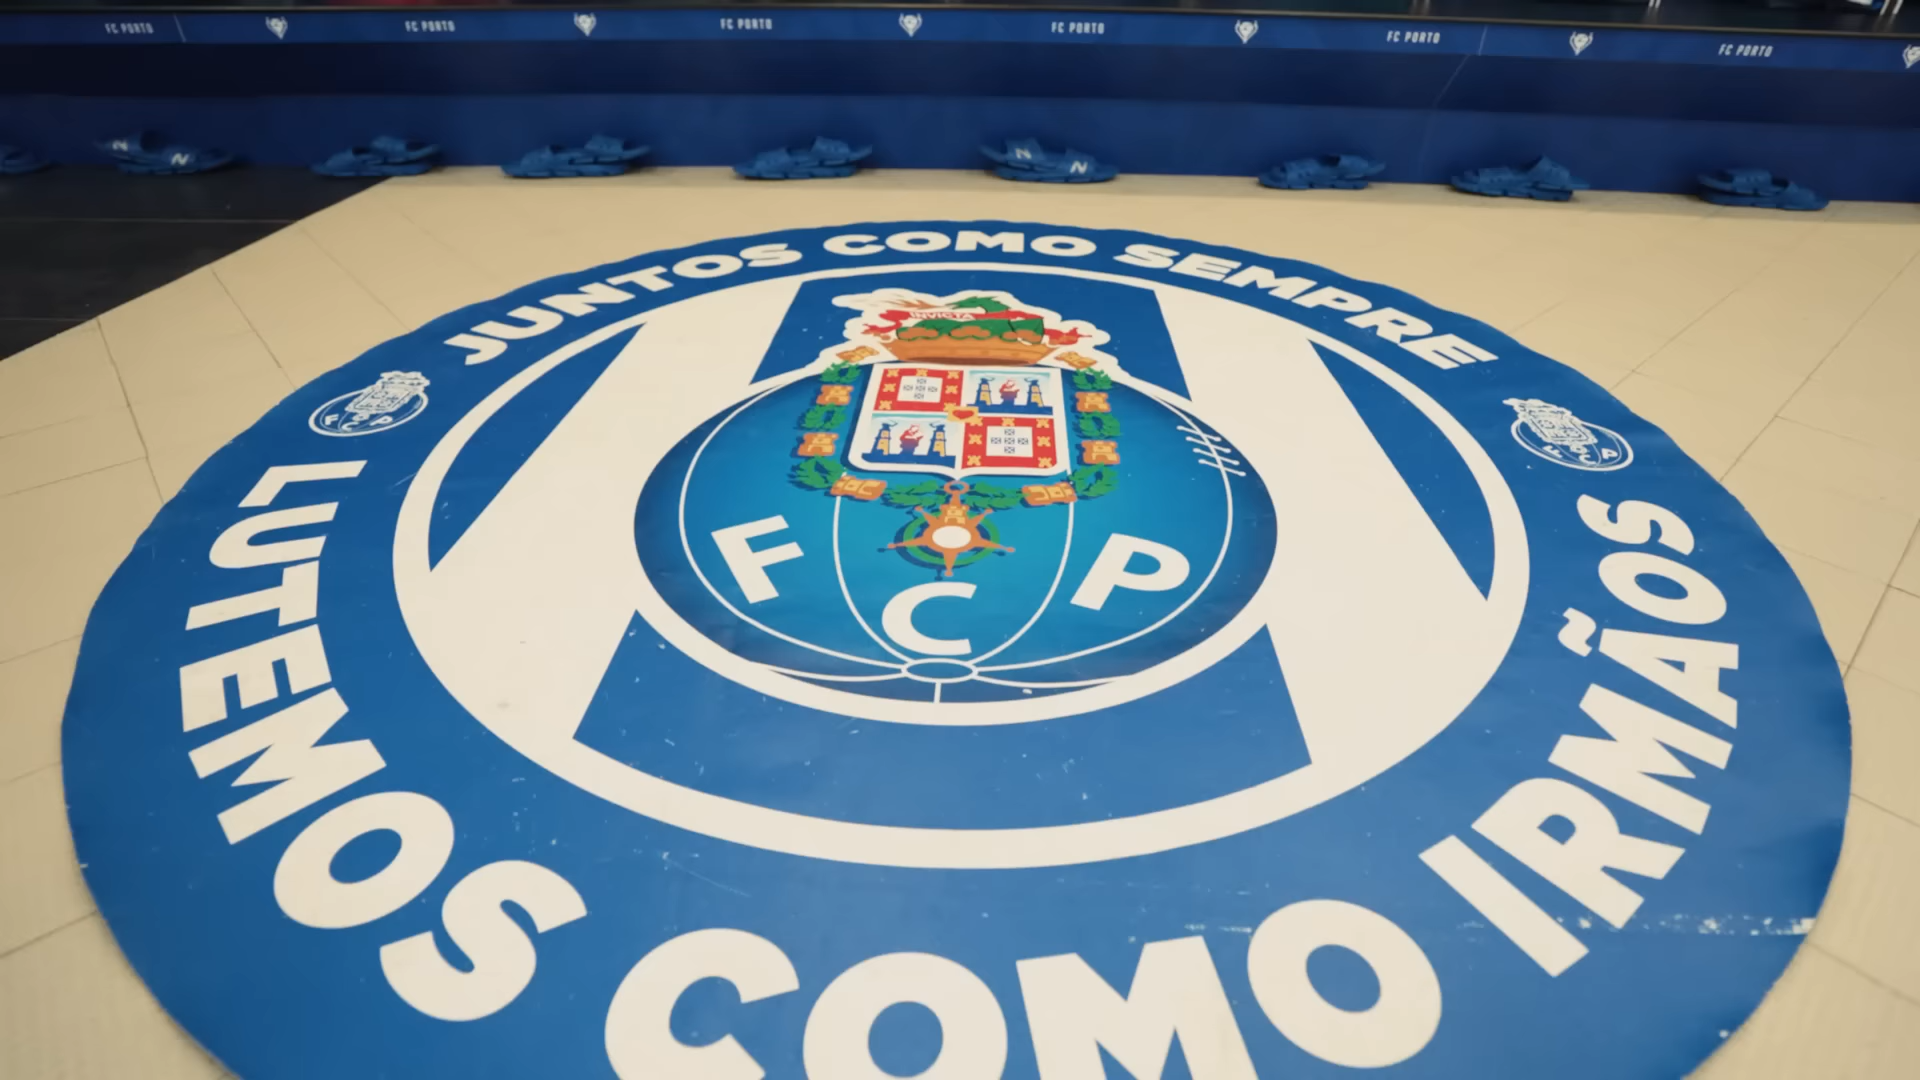 FC PORTO FC PORTO FC PORTO FC PORTO FC PORTO FC PORTO
N N N N
JUNTOS COMO SEMPRE
INVICTA
F C P
LUTEMOS COMO IRMÃOS
F C P
F C P